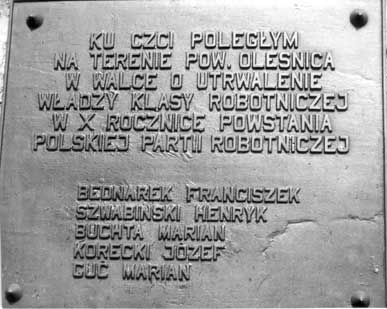 KU CZCI POLEGŁYM
NA TERENIE POW. OLEŚNICA
W WALCE O UTRWALENIE
WŁADZY KLASY ROBOTNICZEJ
W X ROCZNICĘ POWSTANIA
POLSKIEJ PARTII ROBOTNICZEJ
BEDNAREK FRANCISZEK
SZWABIŃSKI HENRYK
BUCHTA MARIAN
KORECKI JÓZEF
GUĆ MARIAN